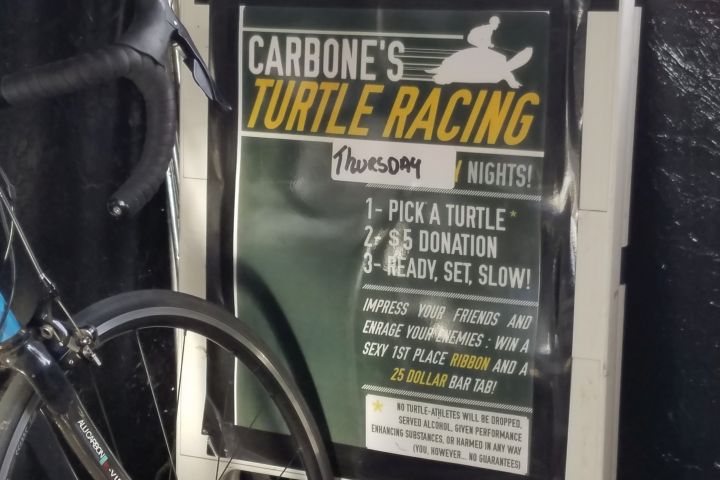 CARBONE'S
TURTLE RACING
THURSDAY Y NIGHTS!
1- PICK A TURTLE*
2- $5 DONATION
3- READY, SET, SLOW!
IMPRESS YOUR FRIENDS AND
ENRAGE YOUR ENEMIES : WIN A
SEXY 1ST PLACE RIBBON AND A
25 DOLLAR BAR TAB!
* NO TURTLE-ATHLETES WILL BE DROPPED,
SERVED ALCOHOL, GIVEN PERFORMANCE
ENHANCING SUBSTANCES, OR HARMED IN ANY WAY
(YOU, HOWEVER... NO GUARANTEES)
ALU CARBON